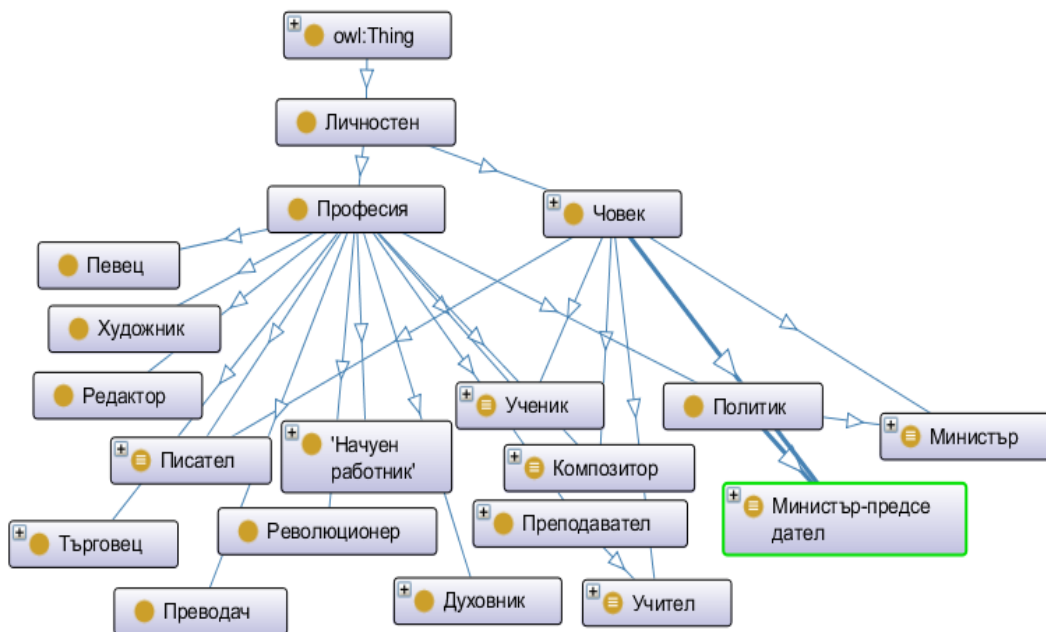 owl:Thing
Личностен
Професия
Човек
Певец
Художник
Редактор
Ученик
Политик
Писател
'Начуен
работник'
Композитор
Министър
Търговец
Революционер
Преподавател
Министър-предсе
дател
Преводач
Духовник
Учител